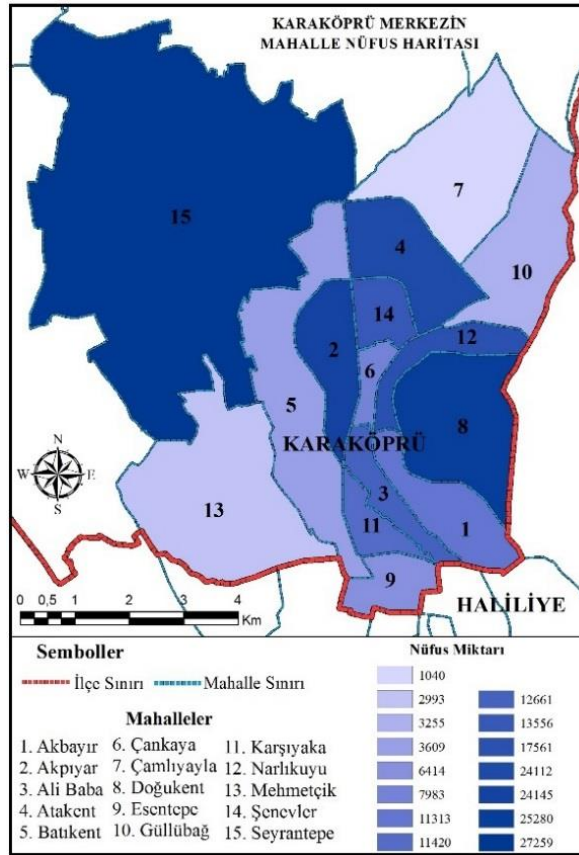 KARAKÖPRÜ MERKEZİN
MAHALLE NÜFUS HARİTASI
15
7
4
10
14
12
2
6
5
8
KARAKÖPRÜ
N
W E
S
13
3
11
1
9
0 0,5 1 2 3 4
Km
HALİLİYE
Semboller
İlçe Sınırı Mahalle Sınırı
Mahalleler
1. Akbayır
2. Akpıyar
3. Ali Baba
4. Atakent
5. Batıkent
6. Çankaya
7. Çamlıyayla
8. Doğukent
9. Esentepe
10. Güllübağ
11. Karşıyaka
12. Narlıkuyu
13. Mehmetçik
14. Şenevler
15. Seyrantepe
Nüfus Miktarı
1040
2993
3255
3609
6414
7983
11313
11420
12661
13556
17561
24112
24145
25280
27259